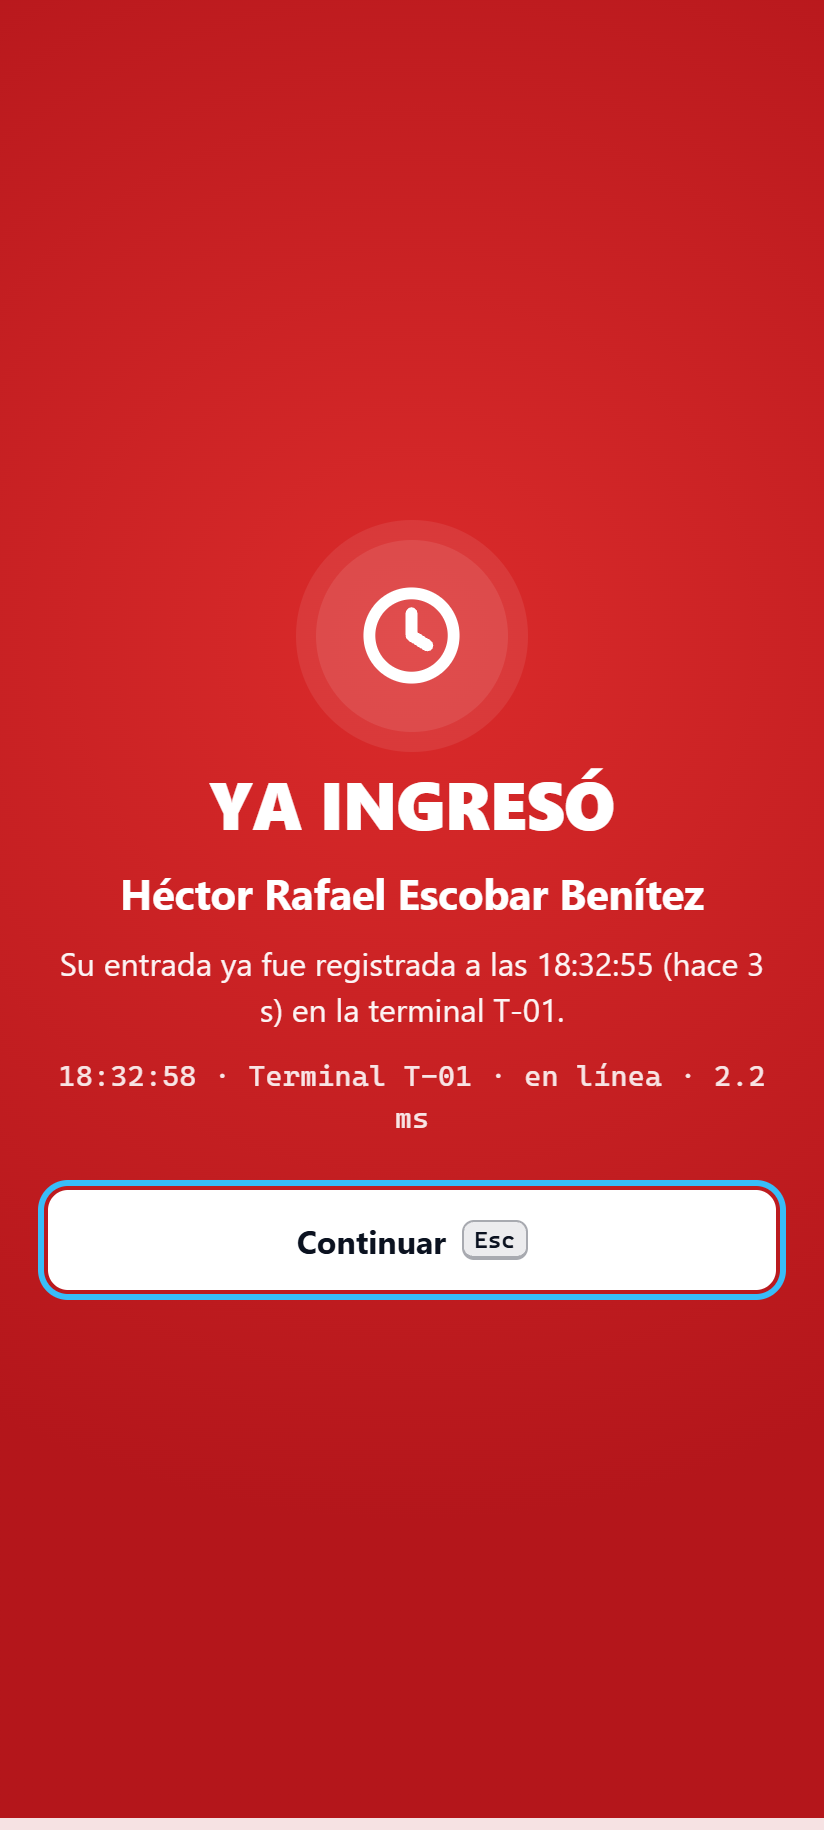 YA INGRESÓ
Héctor Rafael Escobar Benítez
Su entrada ya fue registrada a las 18:32:55 (hace 3
s) en la terminal T-01.
18:32:58 · Terminal T-01 · en línea · 2.2
ms
Continuar Esc